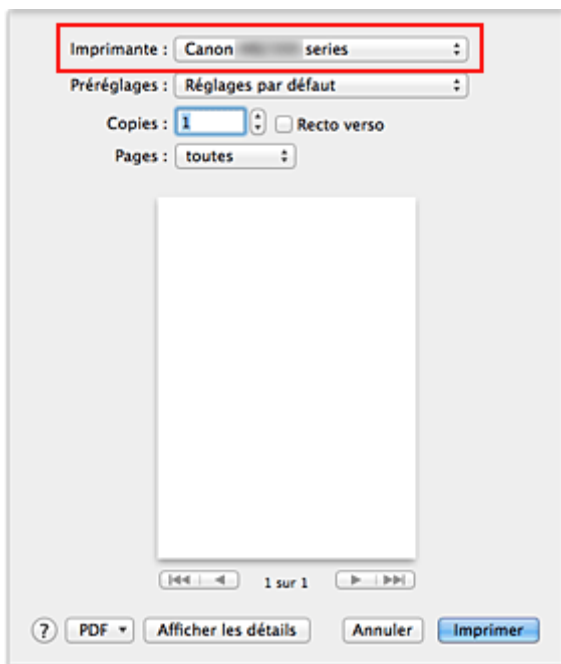 Imprimante : Canon series
Préréglages : Réglages par défaut
Copies : 1 Recto verso
Pages : toutes
1 sur 1
? PDF Afficher les détails Annuler Imprimer